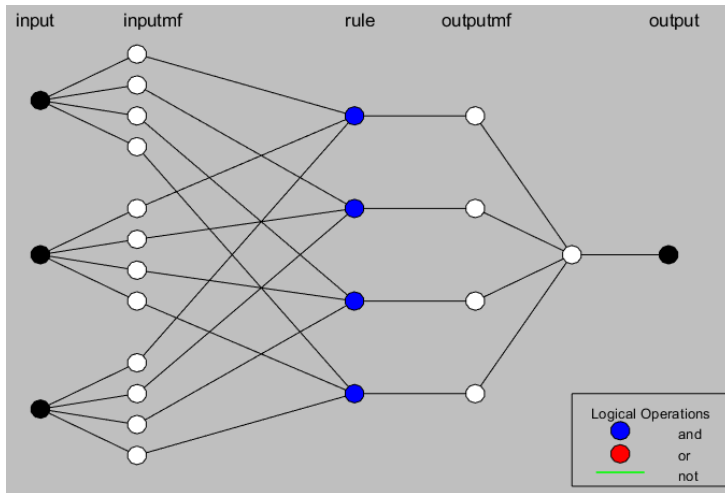 input inputmf rule outputmf output
Logical Operations
and
or
not